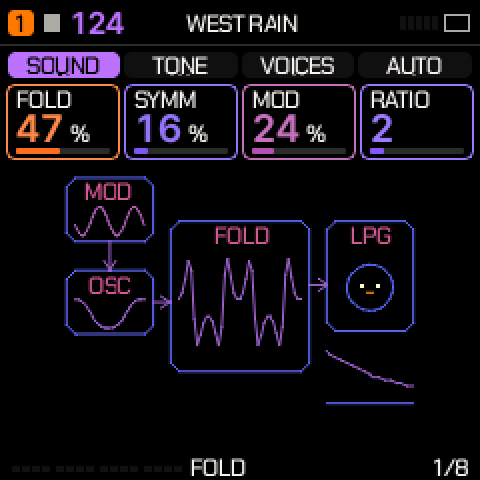 1 124 WEST RAIN
SOUND TONE VOICES AUTO
FOLD SYMM MOD RATIO
47 % 16 % 24 % 2
MOD
FOLD LPG
OSC
FOLD 1/8